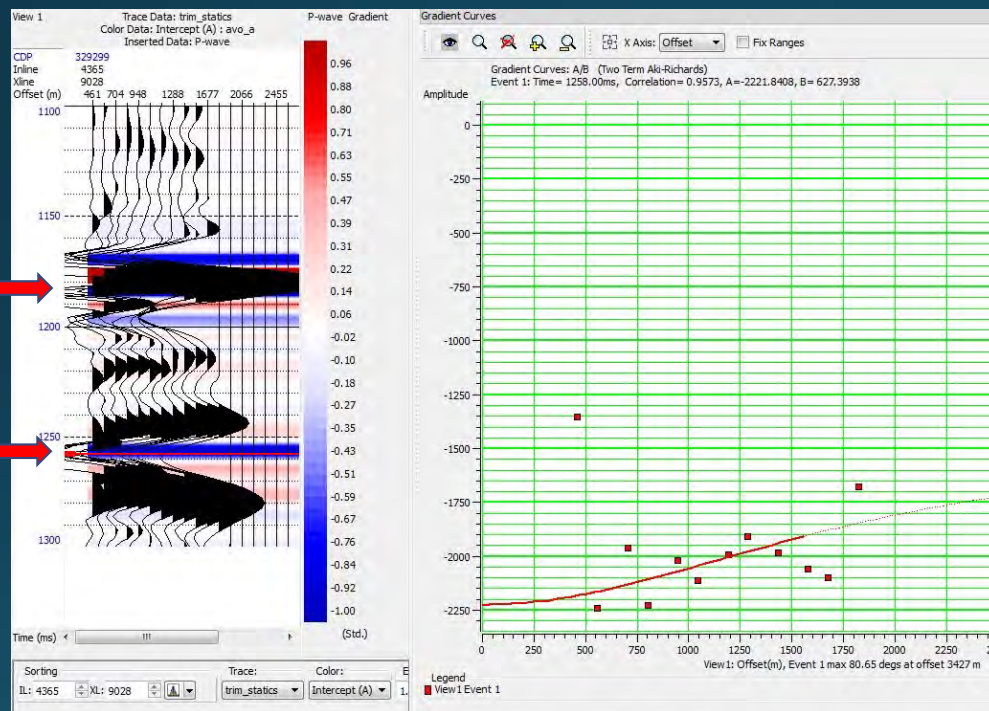 View 1
Trace Data: trim_statics
Color Data: Intercept (A) : avo_a
Inserted Data: P-wave
CDP 329299
Inline 4365
Xline 9028
Offset (m) 461 704 948 1288 1677 2066 2455
1100
1150
1200
1250
1300
Time (ms)
P-wave Gradient
0.96
0.88
0.80
0.71
0.63
0.55
0.47
0.39
0.31
0.22
0.14
0.06
-0.02
-0.10
-0.18
-0.27
-0.35
-0.43
-0.51
-0.59
-0.67
-0.76
-0.84
-0.92
-1.00
(Std.)
Sorting
IL: 4365 XL: 9028
Trace:
trim_statics
Color:
Intercept (A)
E
1.
Gradient Curves
X Axis: Offset Fix Ranges
Gradient Curves: A/B (Two Term Aki-Richards)
Event 1: Time= 1258.00ms, Correlation= 0.9573, A=-2221.8408, B= 627.3938
Amplitude
0
-250
-500
-750
-1000
-1250
-1500
-1750
-2000
-2250
0 250 500 750 1000 1250 1500 1750 2000 2250 2
View1: Offset(m), Event 1 max 80.65 degs at offset 3427 m
Legend
View1 Event 1